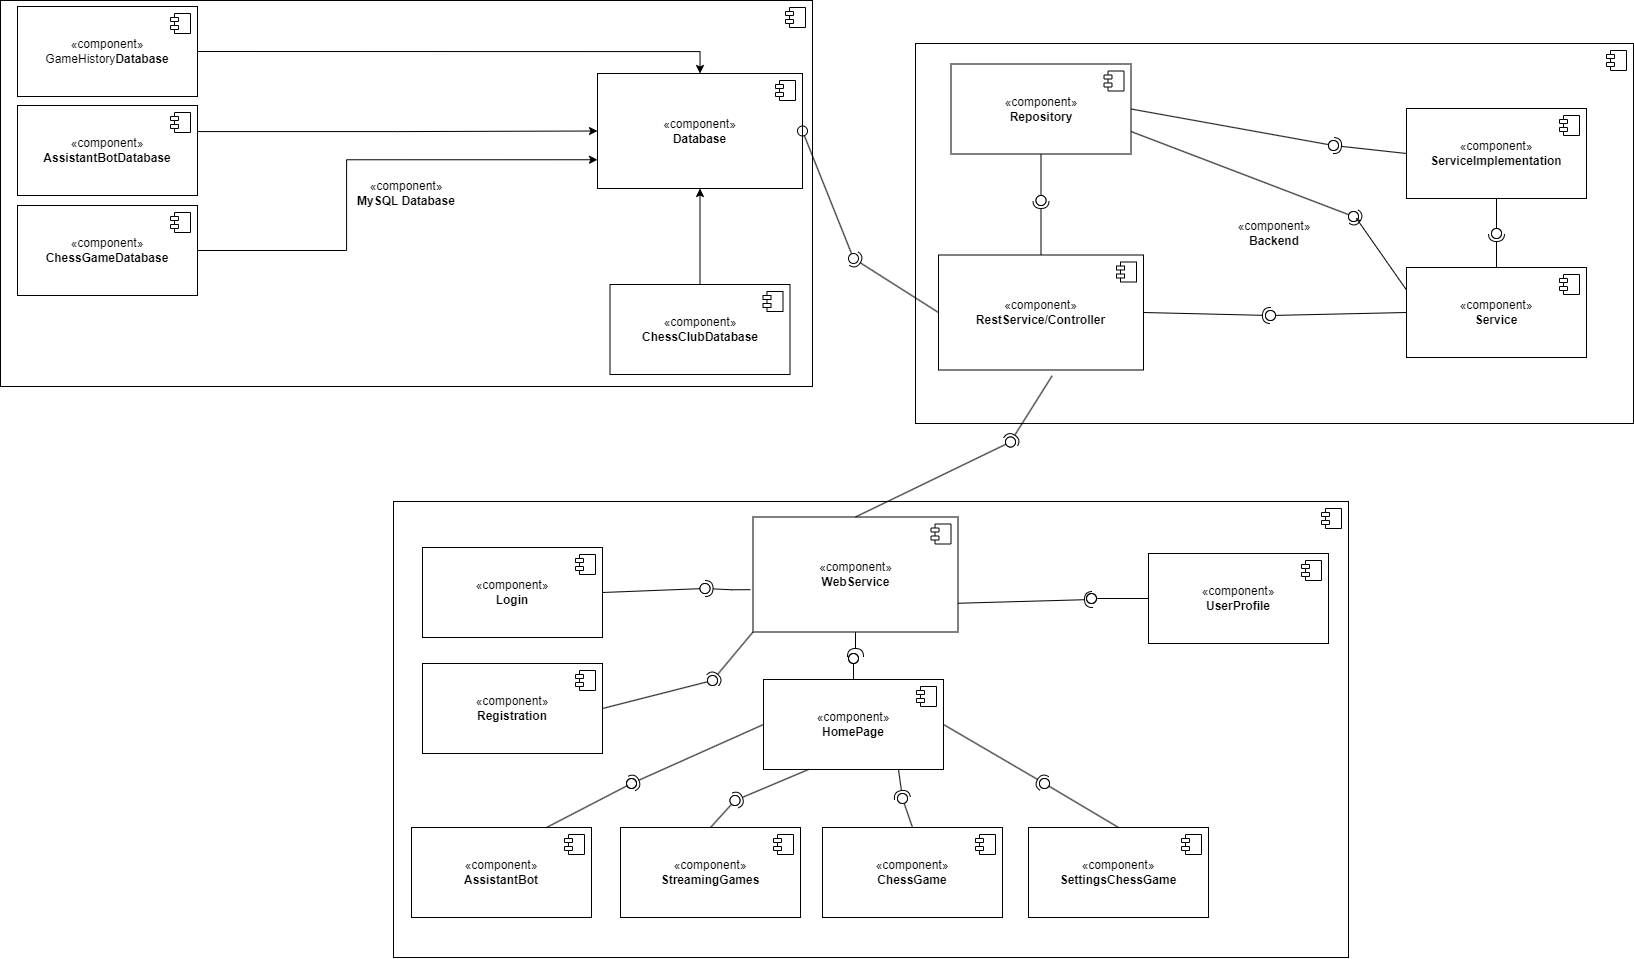 «component»
GameHistoryDatabase
«component»
AssistantBotDatabase
«component»
ChessGameDatabase
«component»
MySQL Database
«component»
Database
«component»
ChessClubDatabase
«component»
Repository
«component»
ServiceImplementation
«component»
Backend
«component»
RestService/Controller
«component»
Service
«component»
Login
«component»
WebService
«component»
UserProfile
«component»
Registration
«component»
HomePage
«component»
AssistantBot
«component»
StreamingGames
«component»
ChessGame
«component»
SettingsChessGame